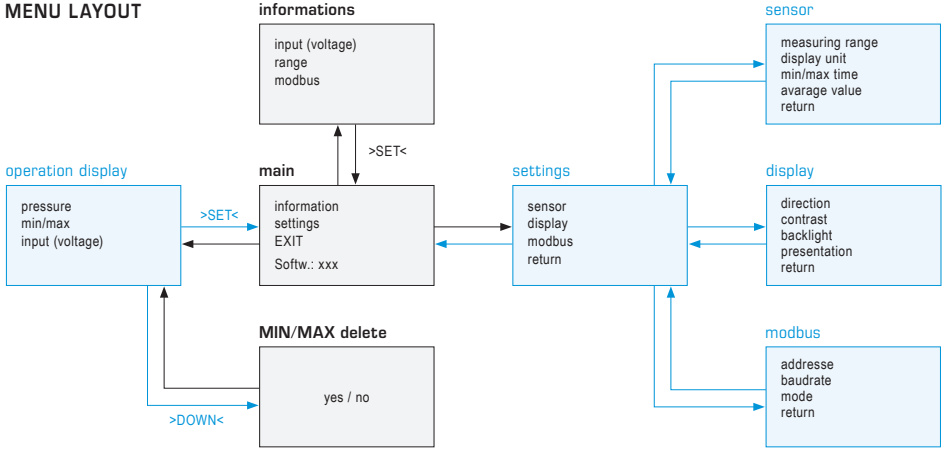 MENU LAYOUT
informations
input (voltage)
range
modbus
>SET<
operation display
pressure
min/max
input (voltage)
>SET<
main
information
settings
EXIT
Softw.: xxx
MIN/MAX delete
yes / no
>DOWN<
settings
sensor
display
modbus
return
sensor
measuring range
display unit
min/max time
avarage value
return
display
direction
contrast
backlight
presentation
return
modbus
addresse
baudrate
mode
return